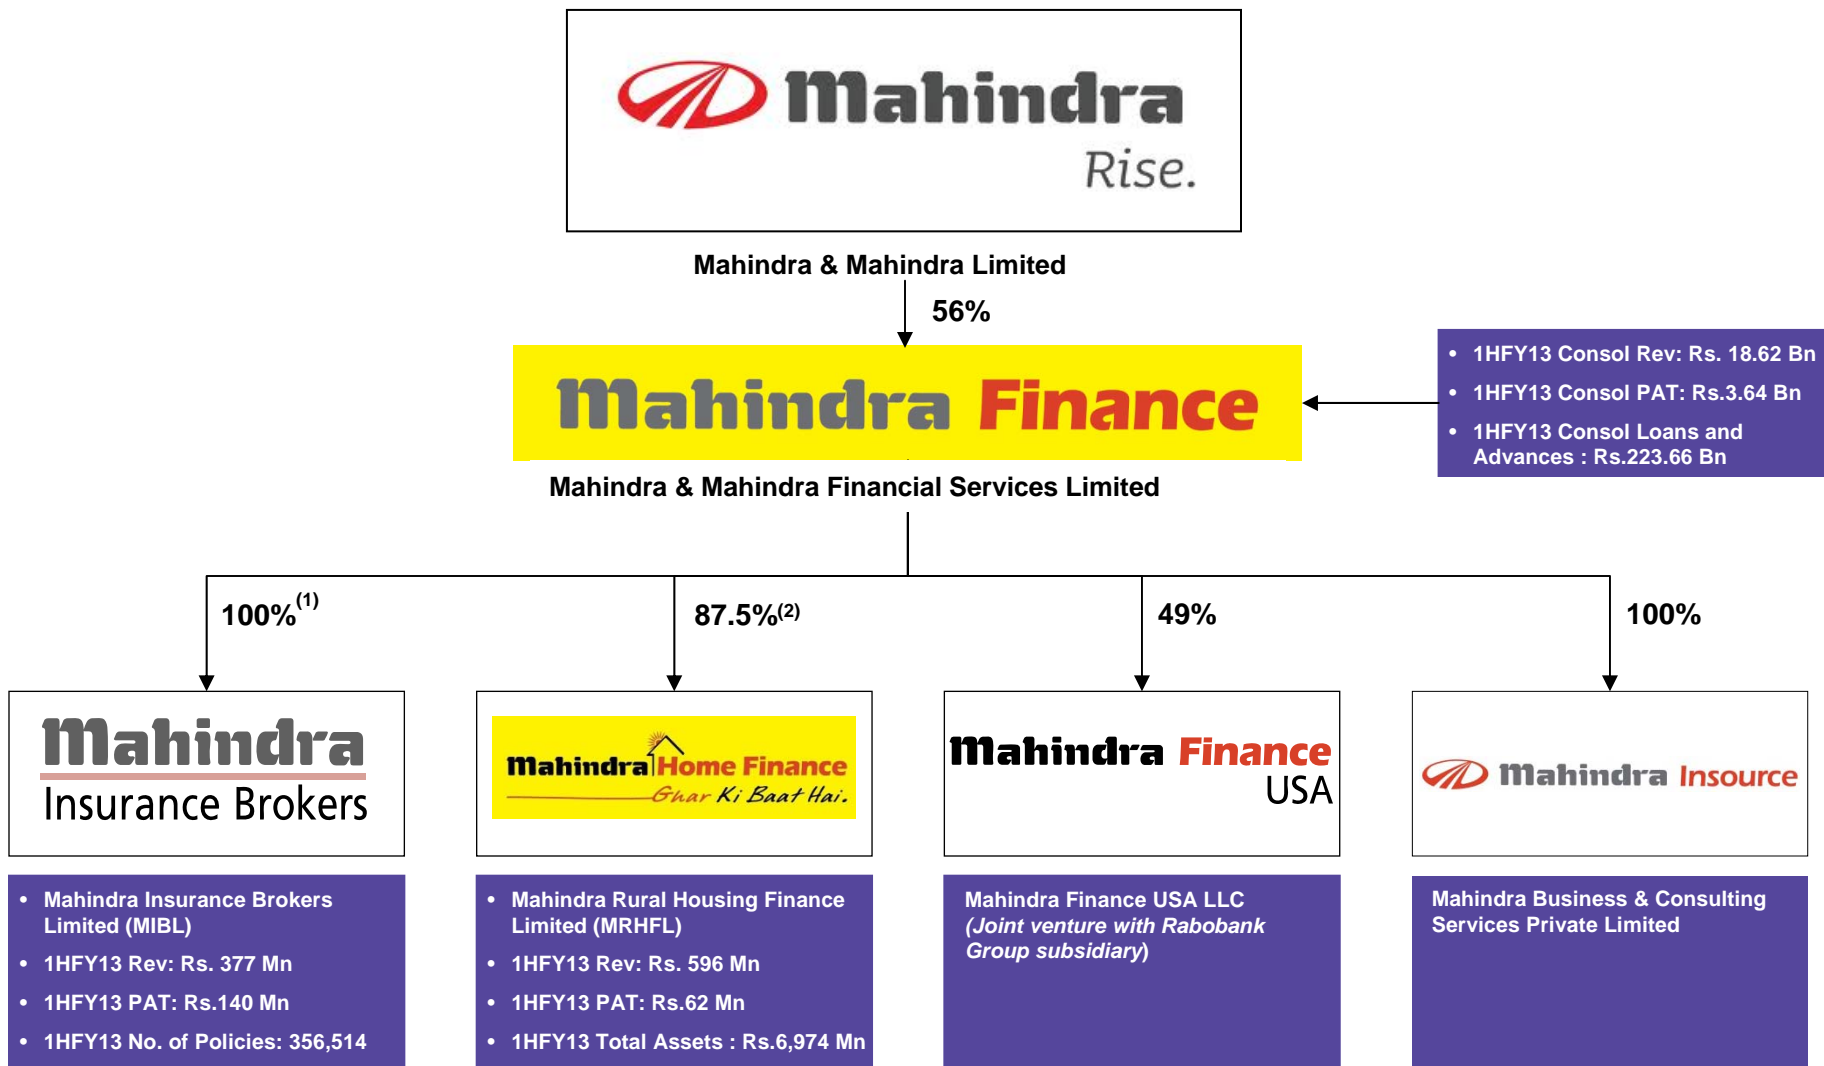 Mahindra
Rise.
Mahindra & Mahindra Limited
56%
Mahindra Finance
• 1HFY13 Consol Rev: Rs. 18.62 Bn
• 1HFY13 Consol PAT: Rs.3.64 Bn
• 1HFY13 Consol Loans and
Advances : Rs.223.66 Bn
Mahindra & Mahindra Financial Services Limited
100%(1)
87.5%(2)
49%
100%
Mahindra
Insurance Brokers
Mahindra Home Finance
Ghar Ki Baat Hai.
Mahindra Finance
USA
Mahindra Insource
• Mahindra Insurance Brokers
Limited (MIBL)
• 1HFY13 Rev: Rs. 377 Mn
• 1HFY13 PAT: Rs.140 Mn
• 1HFY13 No. of Policies: 356,514
• Mahindra Rural Housing Finance
Limited (MRHFL)
• 1HFY13 Rev: Rs. 596 Mn
• 1HFY13 PAT: Rs.62 Mn
• 1HFY13 Total Assets : Rs.6,974 Mn
Mahindra Finance USA LLC
(Joint venture with Rabobank
Group subsidiary)
Mahindra Business & Consulting
Services Private Limited